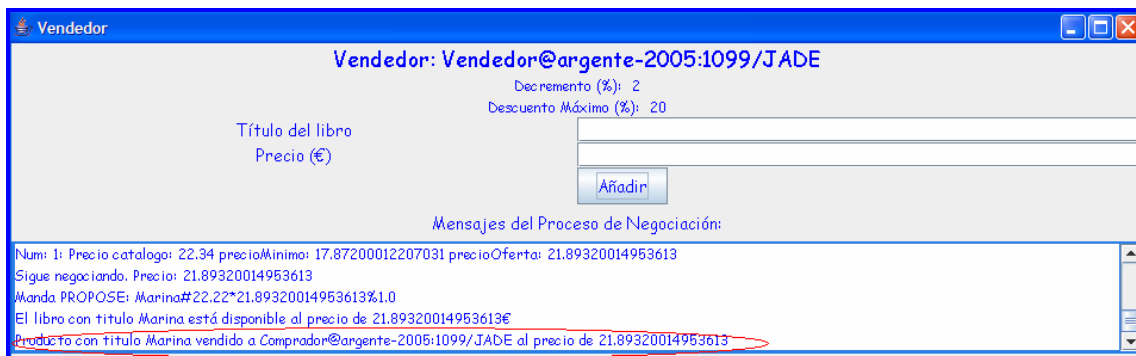 Vendedor
Vendedor: Vendedor@argente-2005:1099/JADE
Decremento (%): 2
Descuento Máximo (%): 20
Título del libro
Precio (€)
Añadir
Mensajes del Proceso de Negociación:
Num: 1: Precio catalogo: 22.34 precioMinimo: 17.87200012207031 precioOferta: 21.89320014953613
Sigue negociando. Precio: 21.89320014953613
Manda PROPOSE: Marina#22.22*21.89320014953613%1.0
El libro con titulo Marina está disponible al precio de 21.89320014953613€
Producto con titulo Marina vendido a Comprador@argente-2005:1099/JADE al precio de 21.89320014953613